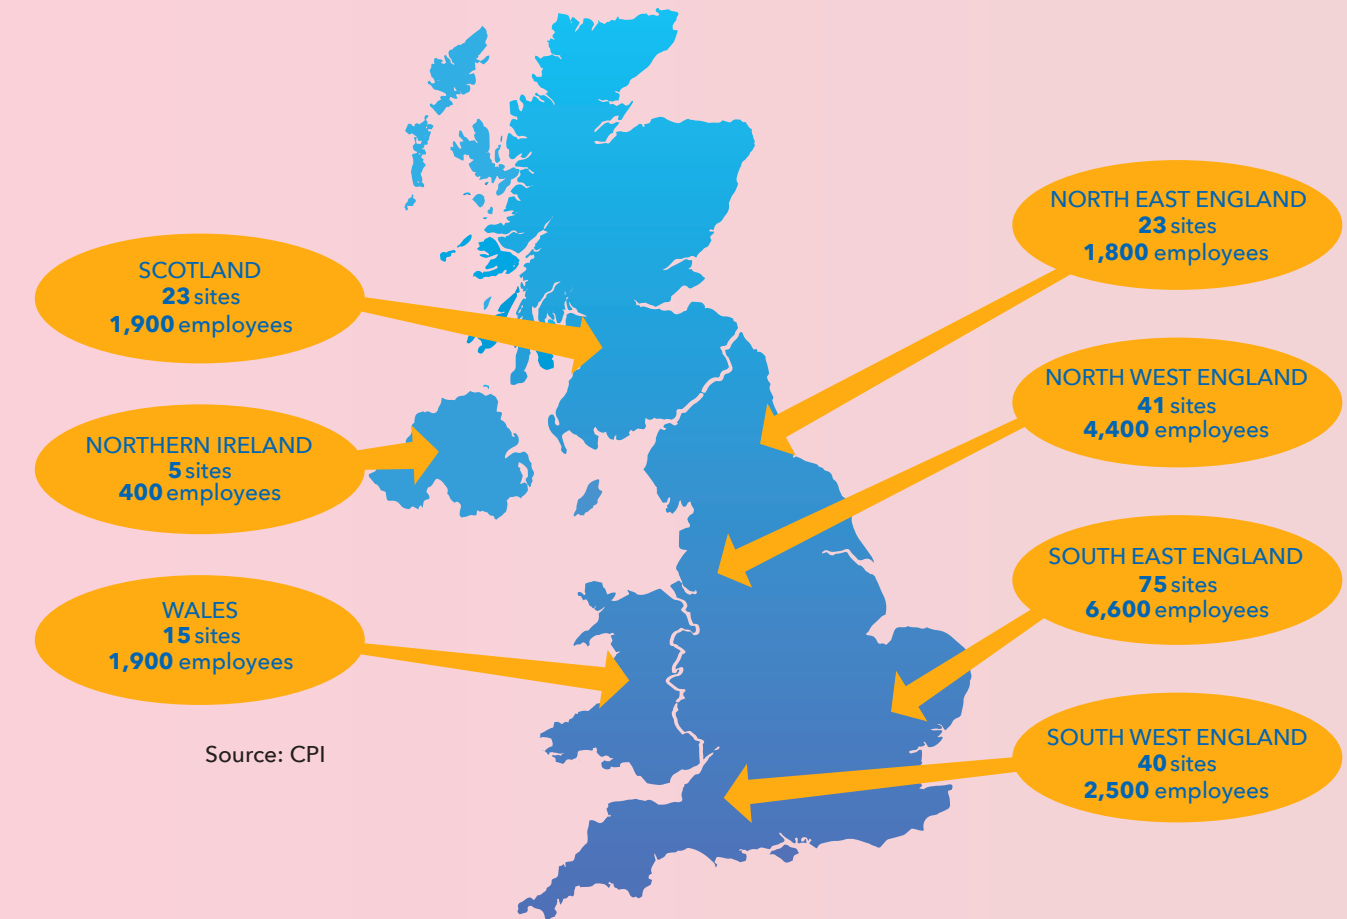 SCOTLAND
23 sites
1,900 employees
NORTHERN IRELAND
5 sites
400 employees
WALES
15 sites
1,900 employees
Source: CPI
NORTH EAST ENGLAND
23 sites
1,800 employees
NORTH WEST ENGLAND
41 sites
4,400 employees
SOUTH EAST ENGLAND
75 sites
6,600 employees
SOUTH WEST ENGLAND
40 sites
2,500 employees